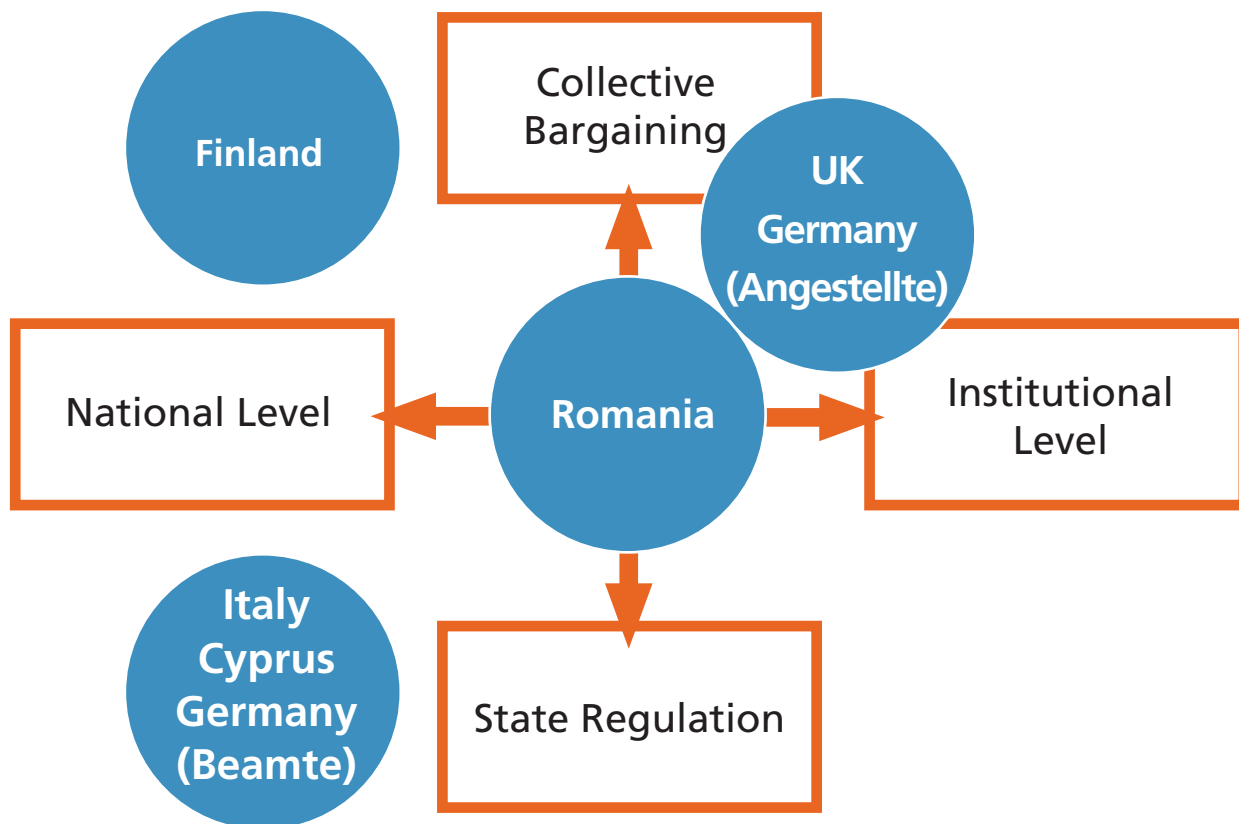 Finland
Collective
Bargaining
UK
Germany
(Angestellte)
National Level
Romania
Institutional
Level
Italy
Cyprus
Germany
(Beamte)
State Regulation